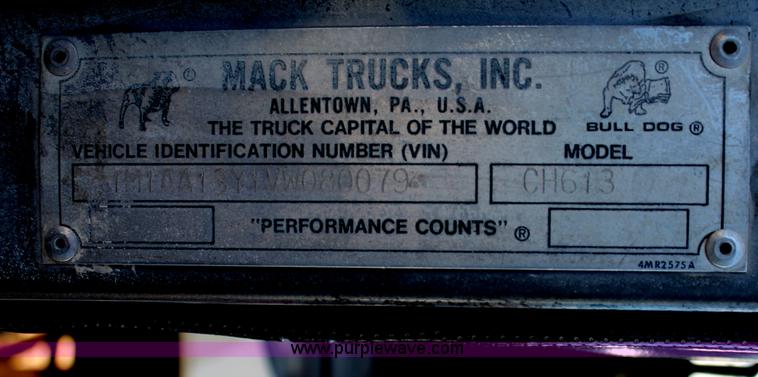 MACK TRUCKS, INC.
ALLENTOWN, PA., U.S.A.
THE TRUCK CAPITAL OF THE WORLD
BULL DOG ®
VEHICLE IDENTIFICATION NUMBER (VIN) MODEL
1M1AA13Y1VW080079 CH613
"PERFORMANCE COUNTS" ®
4MR2575A
www.purplewave.com